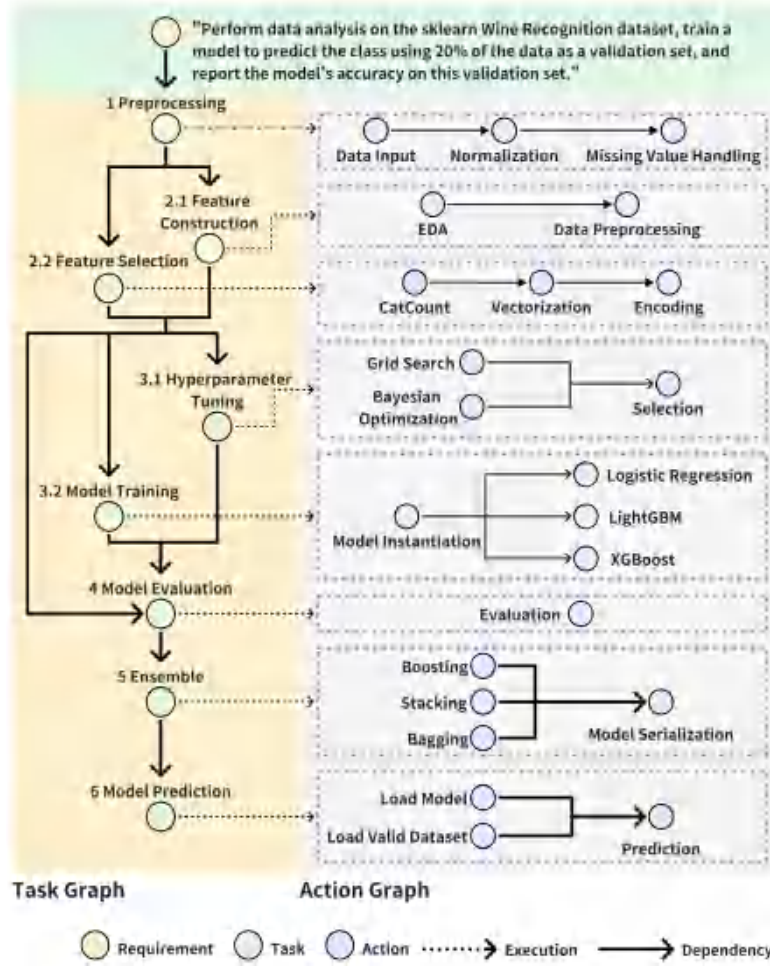 "Perform data analysis on the sklearn Wine Recognition dataset, train a
model to predict the class using 20% of the data as a validation set, and
report the model's accuracy on this validation set."
1 Preprocessing
Data Input
Normalization
Missing Value Handling
2.1 Feature
Construction
EDA
Data Preprocessing
2.2 Feature Selection
CatCount
Vectorization
Encoding
3.1 Hyperparameter
Tuning
Grid Search
Bayesian
Optimization
Selection
3.2 Model Training
Model Instantiation
Logistic Regression
LightGBM
XGBoost
4 Model Evaluation
Evaluation
5 Ensemble
Boosting
Stacking
Bagging
Model Serialization
6 Model Prediction
Load Model
Load Valid Dataset
Prediction
Task Graph
Action Graph
Requirement
Task
Action
Execution
Dependency